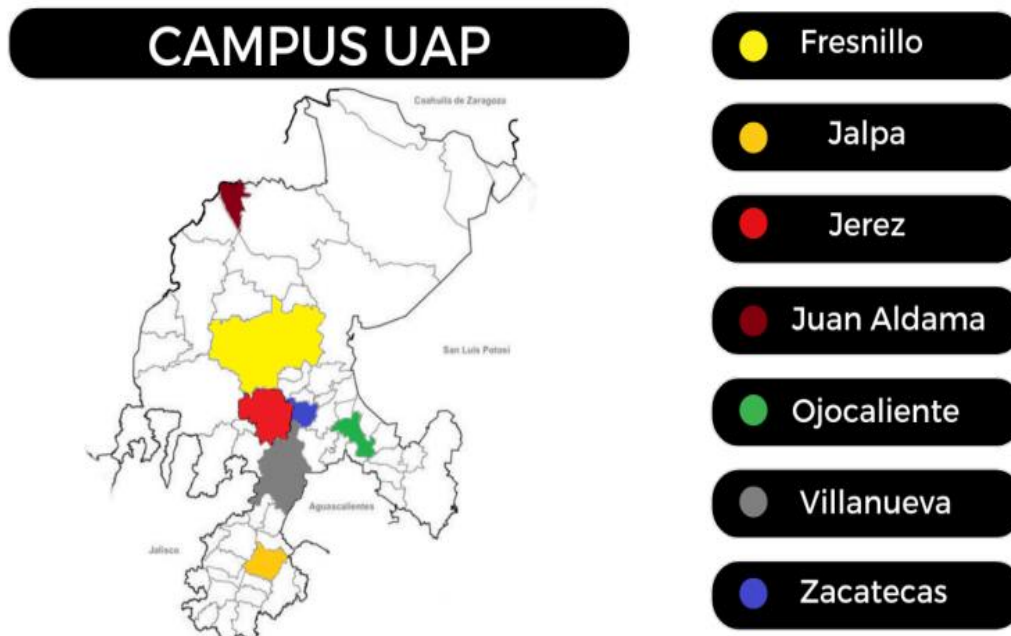 CAMPUS UAP
Coahuila de Zaragoza
San Luis Potosí
Aguascalientes
Jalisco
Fresnillo
Jalpa
Jerez
Juan Aldama
Ojocaliente
Villanueva
Zacatecas